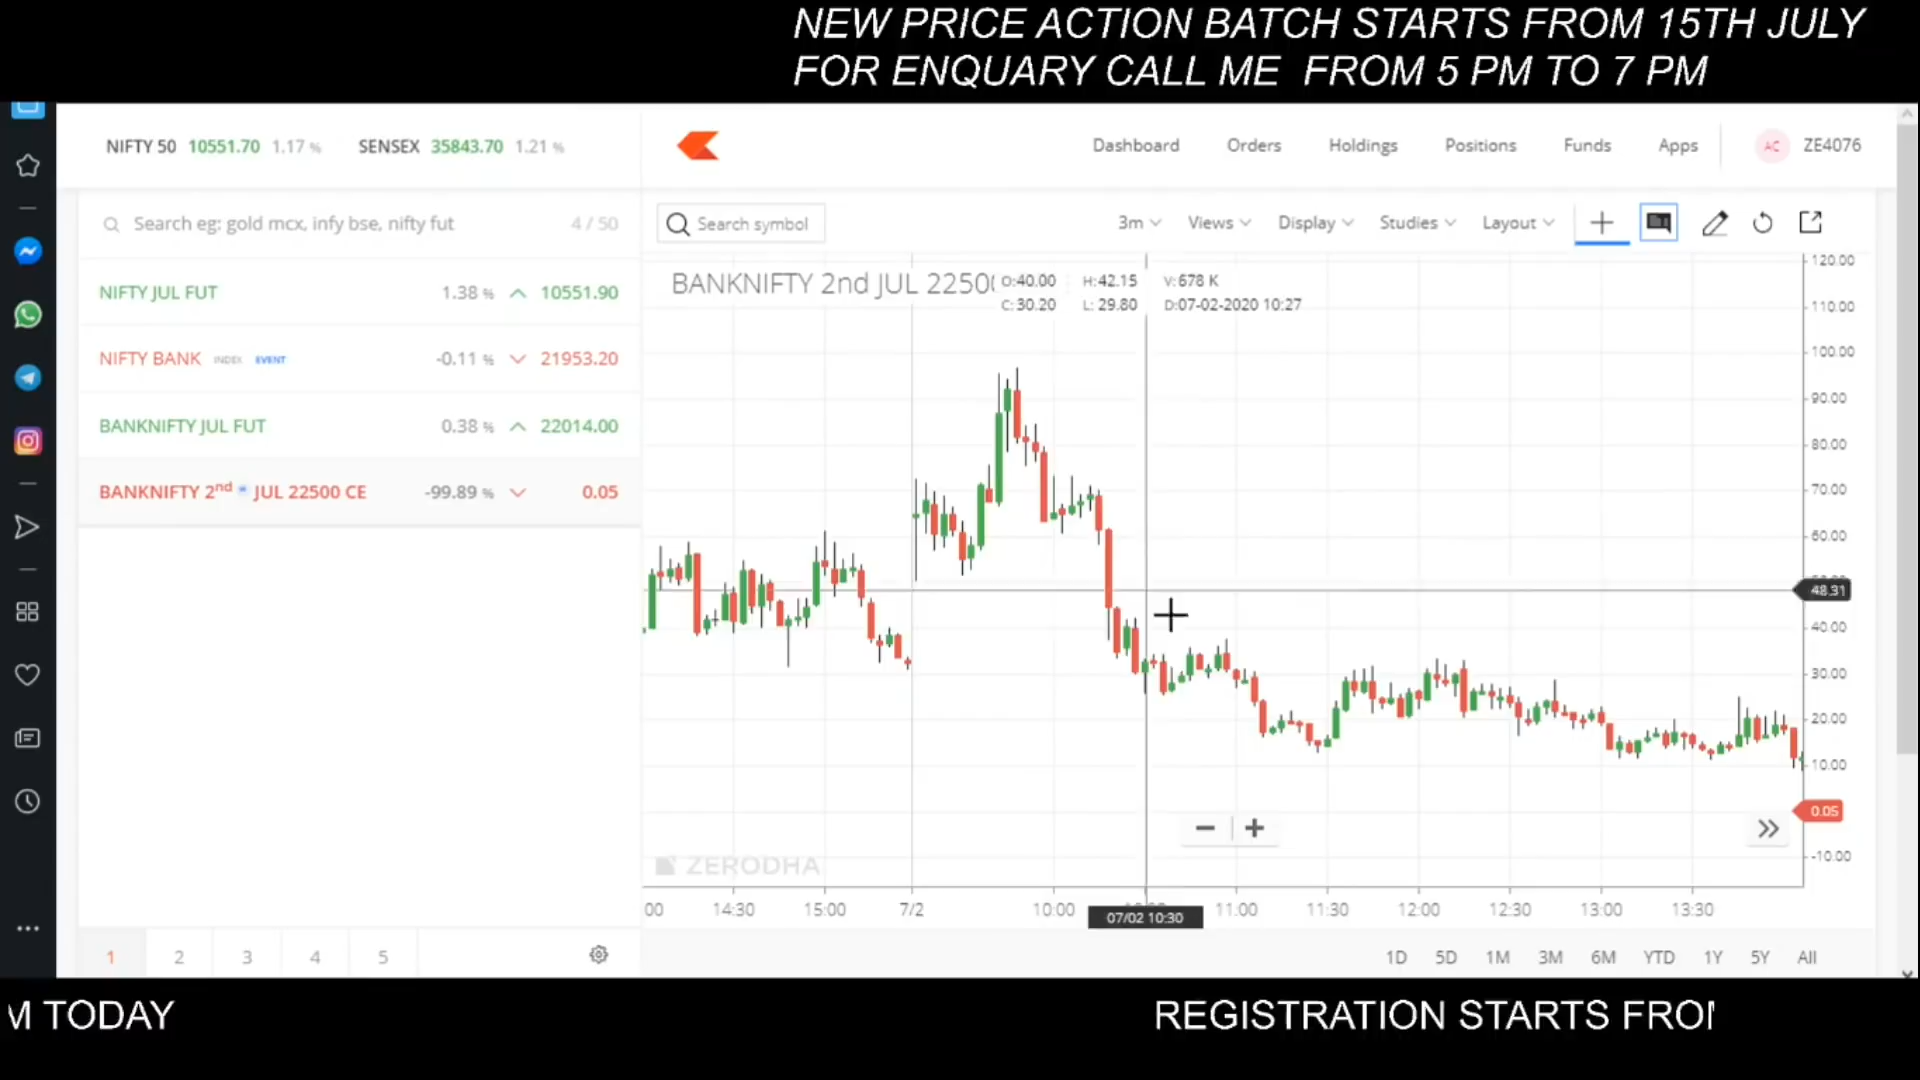 NEW PRICE ACTION BATCH STARTS FROM 15TH JULY
FOR ENQUARY CALL ME FROM 5 PM TO 7 PM
NIFTY 50 10551.70 1.17 % SENSEX 35843.70 1.21 %
Dashboard Orders Holdings Positions Funds Apps AC ZE4076
Search eg: gold mcx, infy bse, nifty fut 4 / 50
Search symbol 3m Views Display Studies Layout
NIFTY JUL FUT 1.38 % 10551.90
NIFTY BANK INDEX EVENT -0.11 % 21953.20
BANKNIFTY JUL FUT 0.38 % 22014.00
BANKNIFTY 2nd JUL 22500 CE -99.89 % 0.05
BANKNIFTY 2nd JUL 2250
O:40.00 H:42.15 V:678 K
C:30.20 L: 29.80 D:07-02-2020 10:27
120.00
110.00
100.00
90.00
80.00
70.00
60.00
48.31
40.00
30.00
20.00
10.00
0.05
-10.00
ZERODHA
00 14:30 15:00 7/2 10:00 11:00 11:30 12:00 12:30 13:00 13:30
07/02 10:30
1 2 3 4 5
1D 5D 1M 3M 6M YTD 1Y 5Y All
M TODAY REGISTRATION STARTS FRO